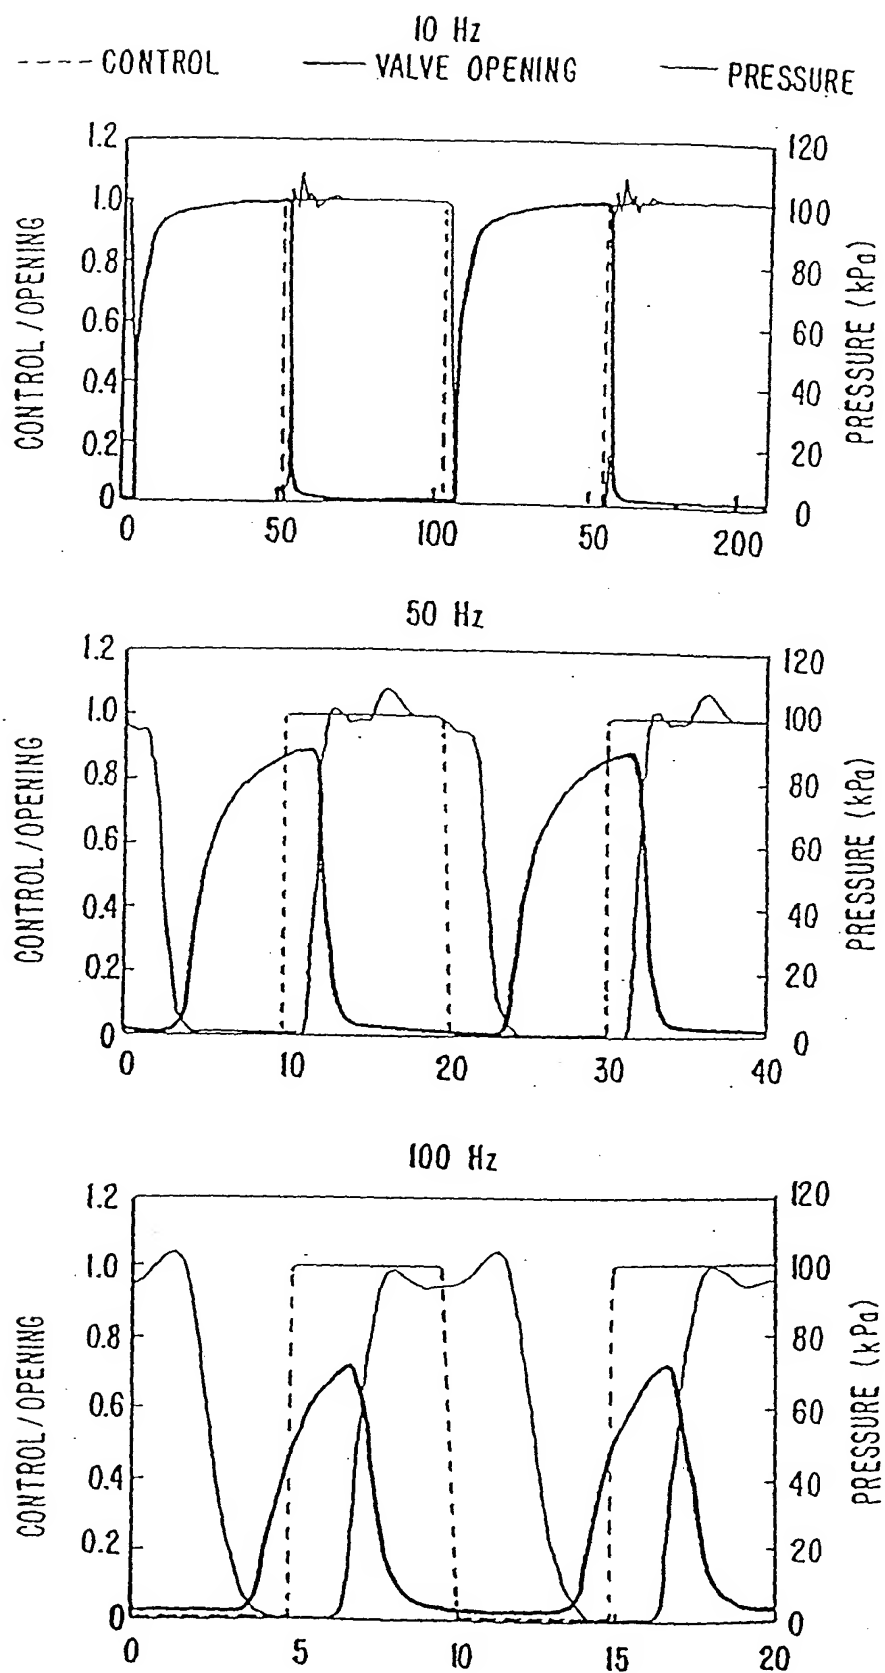 10 Hz
---- CONTROL — VALVE OPENING — PRESSURE
1.2 120
1.0 100
0.8 80
0.6 60
0.4 40
0.2 20
0 0
CONTROL/OPENING
PRESSURE (kPa)
0 50 100 50 200
50 Hz
1.2 120
1.0 100
0.8 80
0.6 60
0.4 40
0.2 20
0 0
CONTROL/OPENING
PRESSURE (kPa)
0 10 20 30 40
100 Hz
1.2 120
1.0 100
0.8 80
0.6 60
0.4 40
0.2 20
0 0
CONTROL/OPENING
PRESSURE (kPa)
0 5 10 15 20